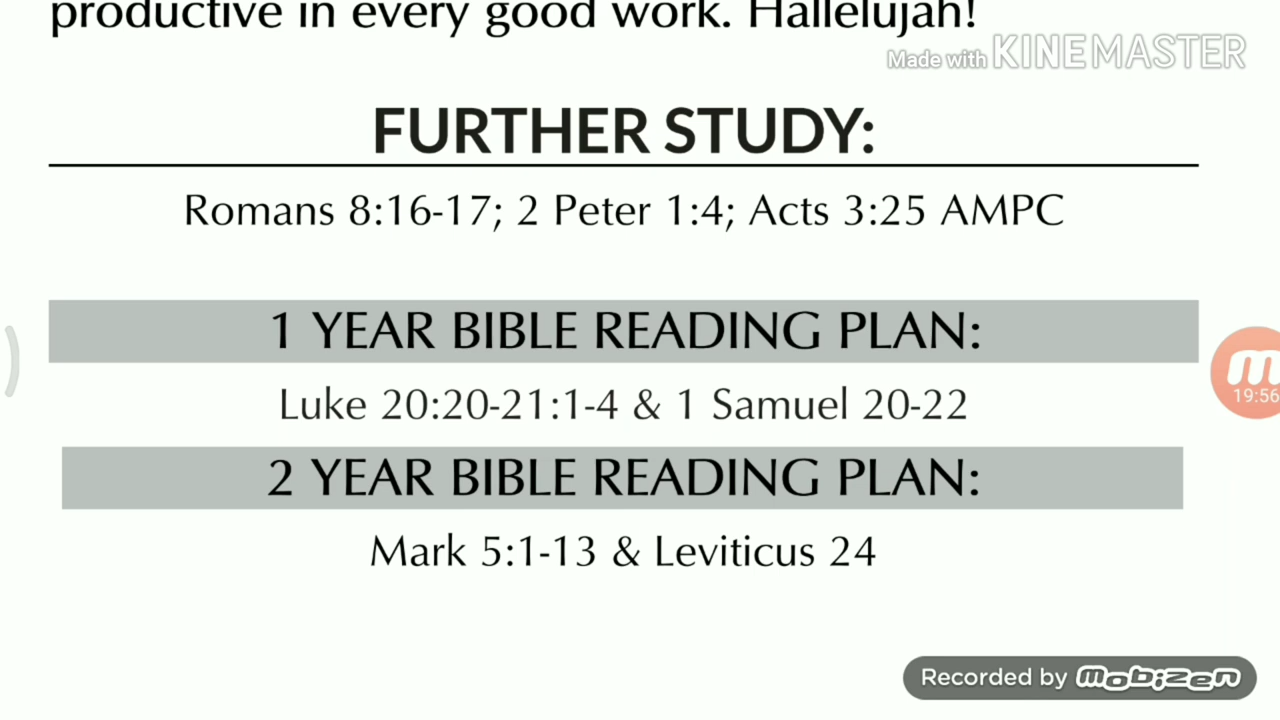 productive in every good work. Hallelujah!
Made with KINEMASTER
FURTHER STUDY:
Romans 8:16-17; 2 Peter 1:4; Acts 3:25 AMPC
1 YEAR BIBLE READING PLAN:
Luke 20:20-21:1-4 & 1 Samuel 20-22
19:56
2 YEAR BIBLE READING PLAN:
Mark 5:1-13 & Leviticus 24
Recorded by mobizen